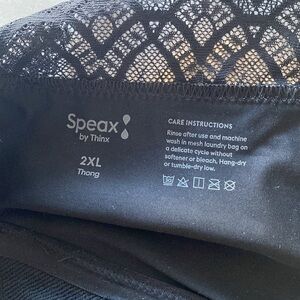 Speax
by Thinx
2XL
Thong
CARE INSTRUCTIONS
Rinse after use and machine
wash in mesh laundry bag on
a delicate cycle without
softener or bleach. Hang-dry
or tumble-dry low.